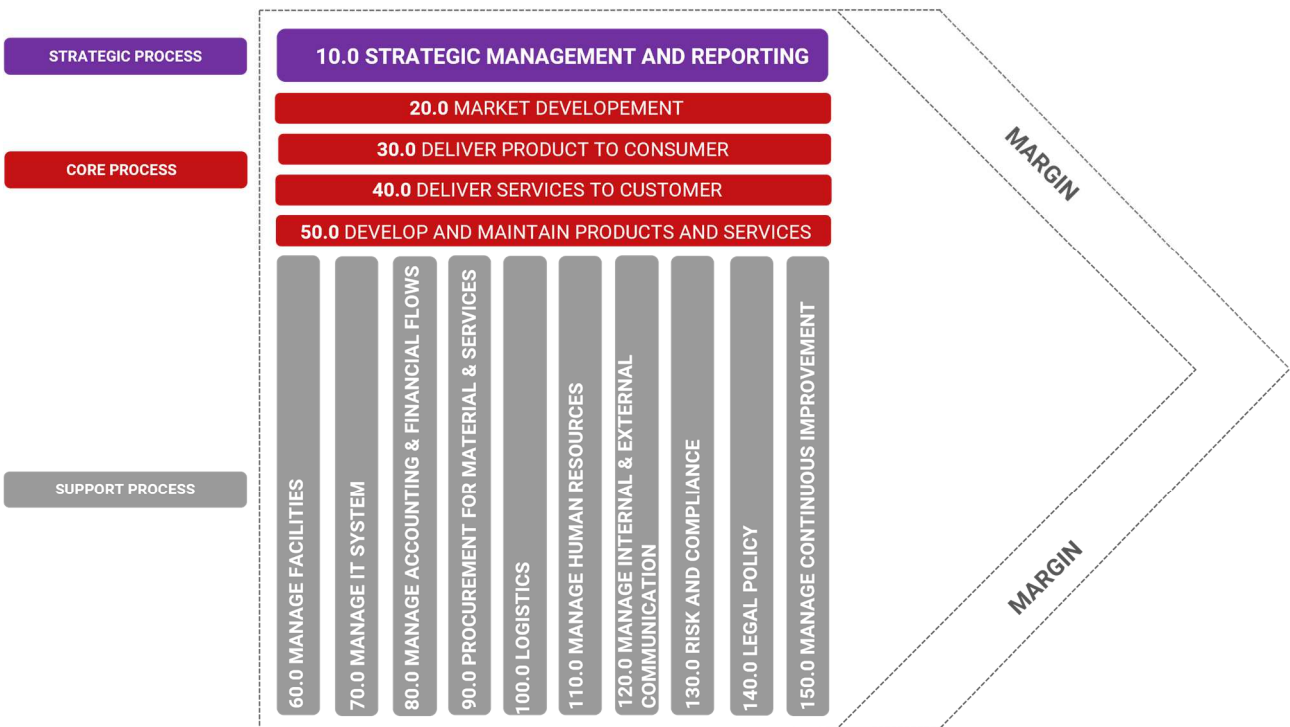 STRATEGIC PROCESS
10.0 STRATEGIC MANAGEMENT AND REPORTING
20.0 MARKET DEVELOPEMENT
CORE PROCESS
30.0 DELIVER PRODUCT TO CONSUMER
40.0 DELIVER SERVICES TO CUSTOMER
50.0 DEVELOP AND MAINTAIN PRODUCTS AND SERVICES
SUPPORT PROCESS
60.0 MANAGE FACILITIES
70.0 MANAGE IT SYSTEM
80.0 MANAGE ACCOUNTING & FINANCIAL FLOWS
90.0 PROCUREMENT FOR MATERIAL & SERVICES
100.0 LOGISTICS
110.0 MANAGE HUMAN RESOURCES
120.0 MANAGE INTERNAL & EXTERNAL
COMMUNICATION
130.0 RISK AND COMPLIANCE
140.0 LEGAL POLICY
150.0 MANAGE CONTINUOUS IMPROVEMENT
MARGIN
MARGIN